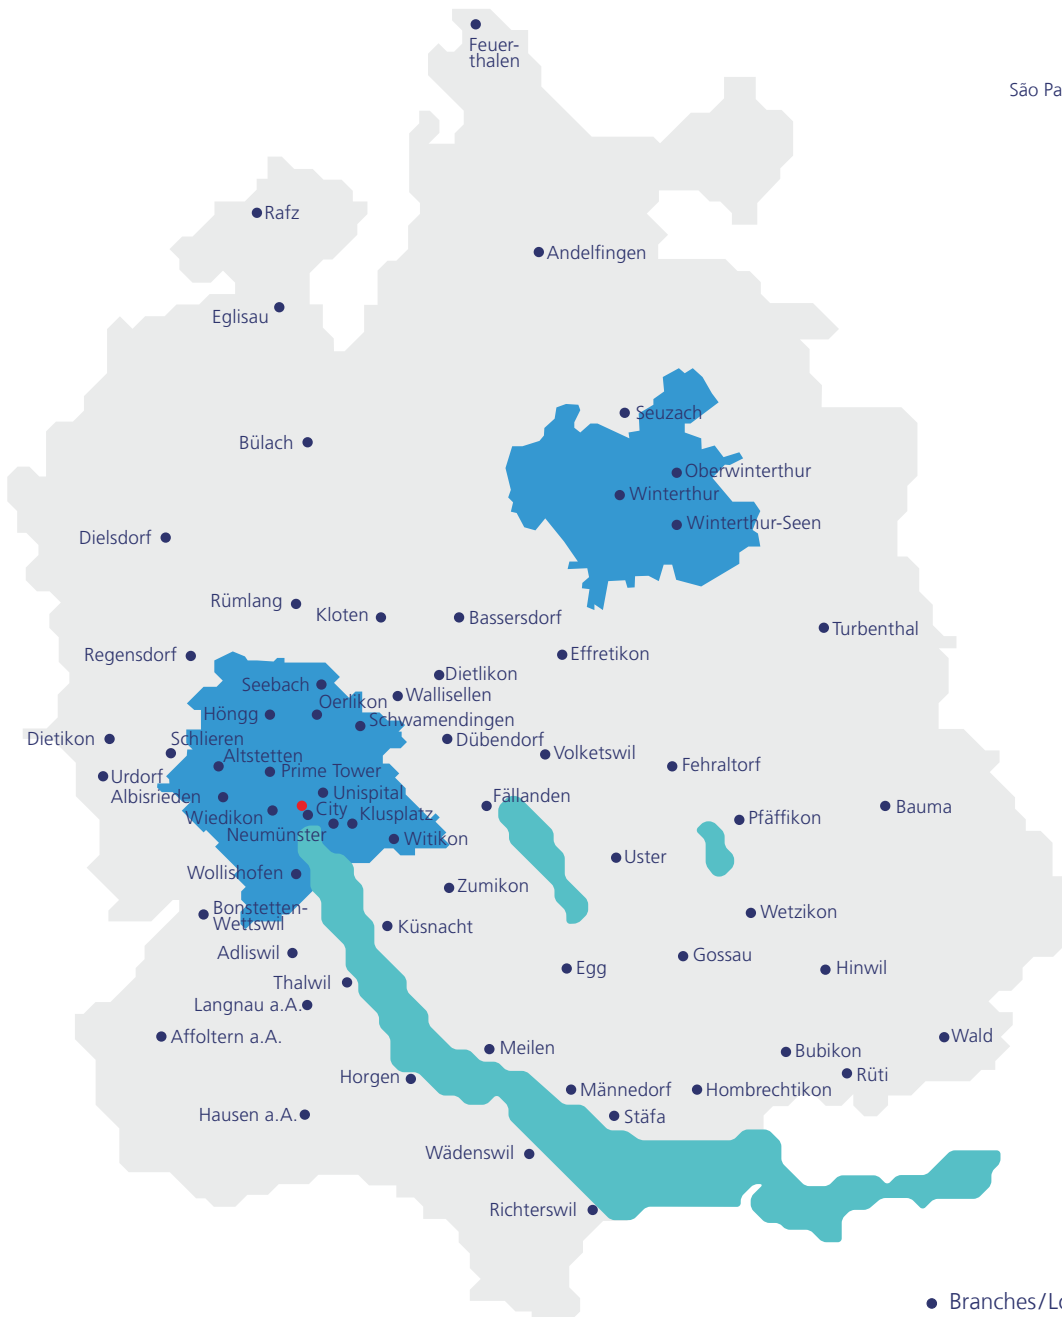 Feuer-
thalen
São Pa
Rafz
Andelfingen
Eglisau
Seuzach
Bülach
Oberwinterthur
Winterthur
Winterthur-Seen
Dielsdorf
Rümlang
Kloten
Bassersdorf
Turbenthal
Regensdorf
Effretikon
Dietlikon
Seebach
Wallisellen
Oerlikon
Höngg
Schwamendingen
Dietikon
Schlieren
Dübendorf
Volketswil
Altstetten
Fehraltorf
Urdorf
Prime Tower
Unispital
Albisrieden
Fällanden
Bauma
City
Klusplatz
Wiedikon
Pfäffikon
Neumünster
Witikon
Uster
Wollishofen
Zumikon
Bonstetten-
Wettswil
Wetzikon
Küsnacht
Adliswil
Gossau
Egg
Hinwil
Thalwil
Langnau a.A.
Affoltern a.A.
Wald
Meilen
Bubikon
Horgen
Rüti
Männedorf
Hombrechtikon
Hausen a.A.
Stäfa
Wädenswil
Richterswil
Branches/Lo